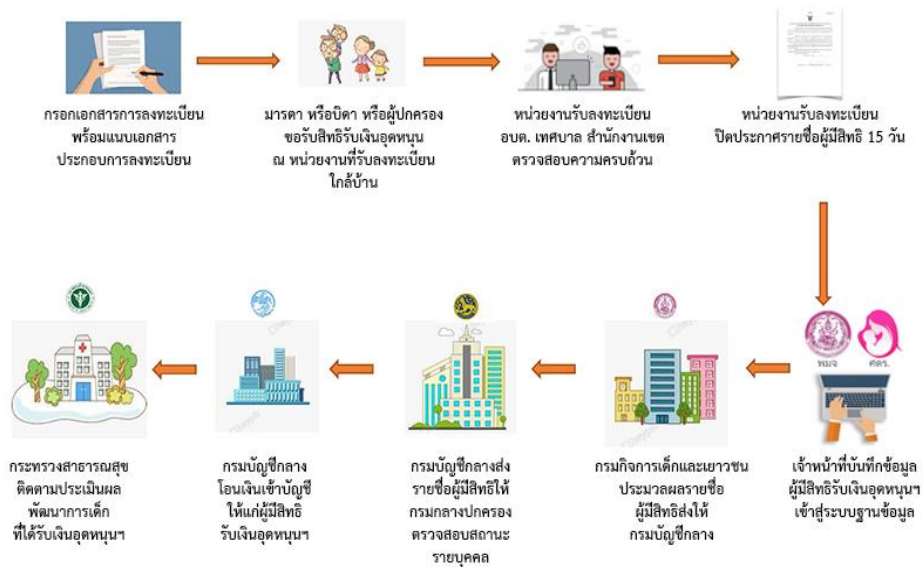 กรอกเอกสารการลงทะเบียน
พร้อมแนบเอกสาร
ประกอบการลงทะเบียน
มารดา หรือบิดา หรือผู้ปกครอง
ขอรับสิทธิรับเงินอุดหนุน
ณ หน่วยงานที่รับลงทะเบียน
ใกล้บ้าน
หน่วยงานรับลงทะเบียน
อบต. เทศบาล สำนักงานเขต
ตรวจสอบความครบถ้วน
หน่วยงานรับลงทะเบียน
ปิดประกาศรายชื่อผู้มีสิทธิ 15 วัน
พมจ
ศดร.
เจ้าหน้าที่บันทึกข้อมูล
ผู้มีสิทธิรับเงินอุดหนุนฯ
เข้าสู่ระบบฐานข้อมูล
กรมกิจการเด็กและเยาวชน
ประมวลผลรายชื่อ
ผู้มีสิทธิส่งให้
กรมบัญชีกลาง
กรมบัญชีกลางส่ง
รายชื่อผู้มีสิทธิให้
กรมกลางปกครอง
ตรวจสอบสถานะ
รายบุคคล
กรมบัญชีกลาง
โอนเงินเข้าบัญชี
ให้แก่ผู้มีสิทธิ
รับเงินอุดหนุนฯ
กระทรวงสาธารณสุข
ติดตามประเมินผล
พัฒนาการเด็ก
ที่ได้รับเงินอุดหนุนฯ